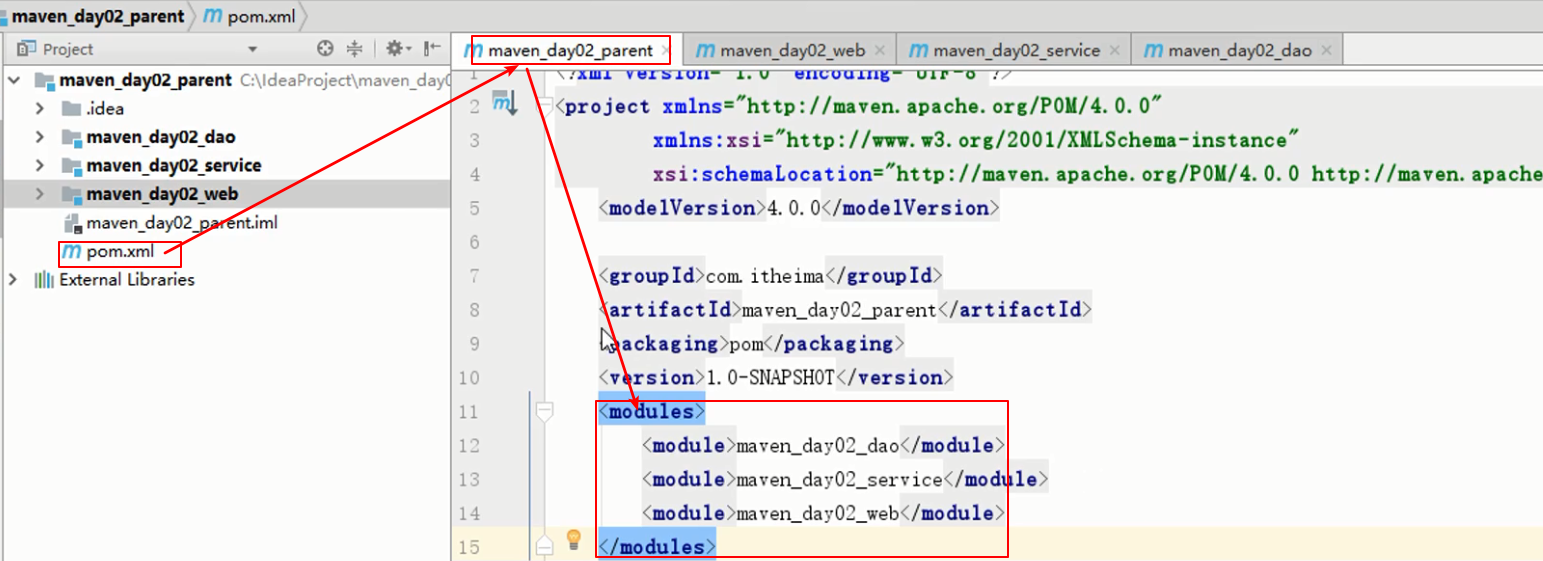 maven_day02_parent pom.xml
Project
maven_day02_parent C:\IdeaProject\maven_day0
.idea
maven_day02_dao
maven_day02_service
maven_day02_web
maven_day02_parent.iml
pom.xml
External Libraries
maven_day02_parent maven_day02_web maven_day02_service maven_day02_dao
1 <?xml version="1.0" encoding="UTF-8"?>
2 <project xmlns="http://maven.apache.org/POM/4.0.0"
3 xmlns:xsi="http://www.w3.org/2001/XMLSchema-instance"
4 xsi:schemaLocation="http://maven.apache.org/POM/4.0.0 http://maven.apache
5 <modelVersion>4.0.0</modelVersion>
6
7 <groupId>com.itheima</groupId>
8 <artifactId>maven_day02_parent</artifactId>
9 <packaging>pom</packaging>
10 <version>1.0-SNAPSHOT</version>
11 <modules>
12 <module>maven_day02_dao</module>
13 <module>maven_day02_service</module>
14 <module>maven_day02_web</module>
15 </modules>